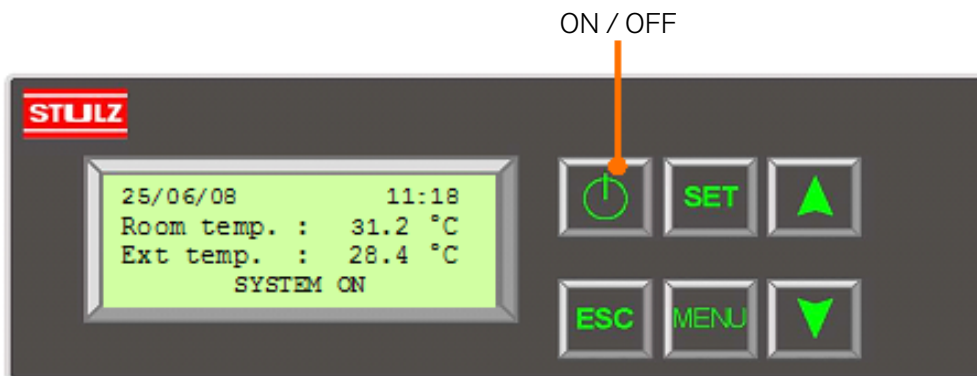 ON / OFF
STULZ
25/06/08 11:18
Room temp. : 31.2 °C
Ext temp. : 28.4 °C
SYSTEM ON
SET
ESC MENU